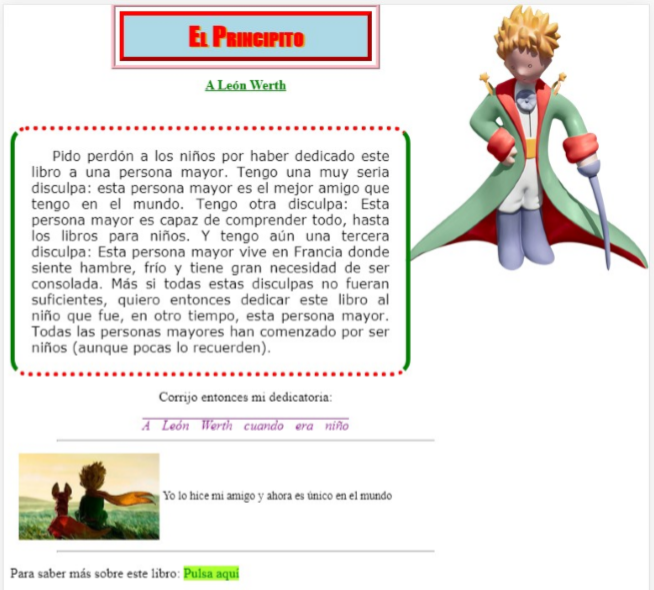 El Principito
A León Werth
Pido perdón a los niños por haber dedicado este
libro a una persona mayor. Tengo una muy seria
disculpa: esta persona mayor es el mejor amigo que
tengo en el mundo. Tengo otra disculpa: Esta
persona mayor es capaz de comprender todo, hasta
los libros para niños. Y tengo aún una tercera
disculpa: Esta persona mayor vive en Francia donde
siente hambre, frío y tiene gran necesidad de ser
consolada. Más si todas estas disculpas no fueran
suficientes, quiero entonces dedicar este libro al
niño que fue, en otro tiempo, esta persona mayor.
Todas las personas mayores han comenzado por ser
niños (aunque pocas lo recuerden).
Corrijo entonces mi dedicatoria:
A León Werth cuando era niño
Yo lo hice mi amigo y ahora es único en el mundo
Para saber más sobre este libro: Pulsa aquí